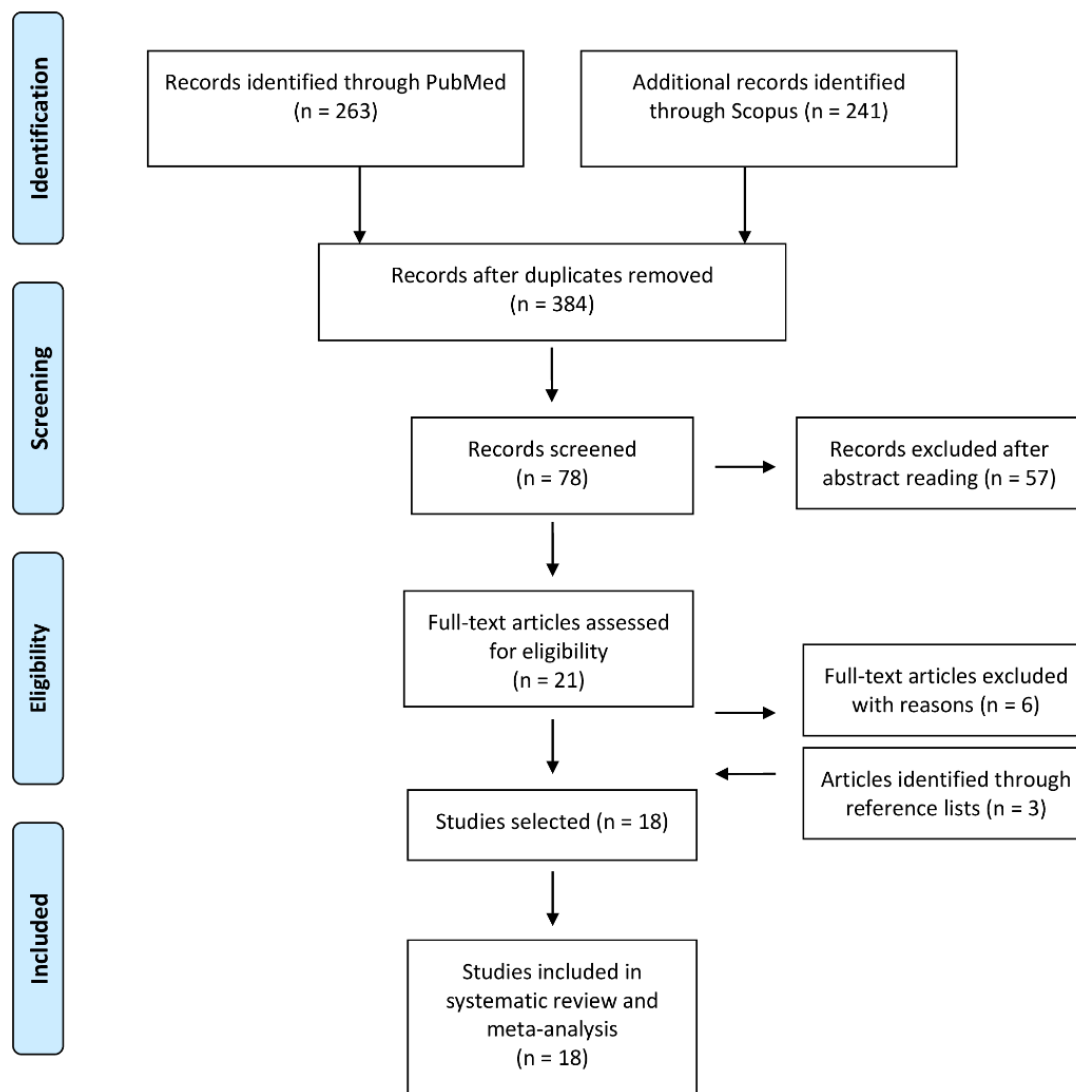 Identification
Records identified through PubMed
(n = 263)
Additional records identified
through Scopus (n = 241)
Records after duplicates removed
(n = 384)
Screening
Records screened
(n = 78)
Records excluded after
abstract reading (n = 57)
Eligibility
Full-text articles assessed
for eligibility
(n = 21)
Full-text articles excluded
with reasons (n = 6)
Articles identified through
reference lists (n = 3)
Studies selected (n = 18)
Included
Studies included in
systematic review and
meta-analysis
(n = 18)